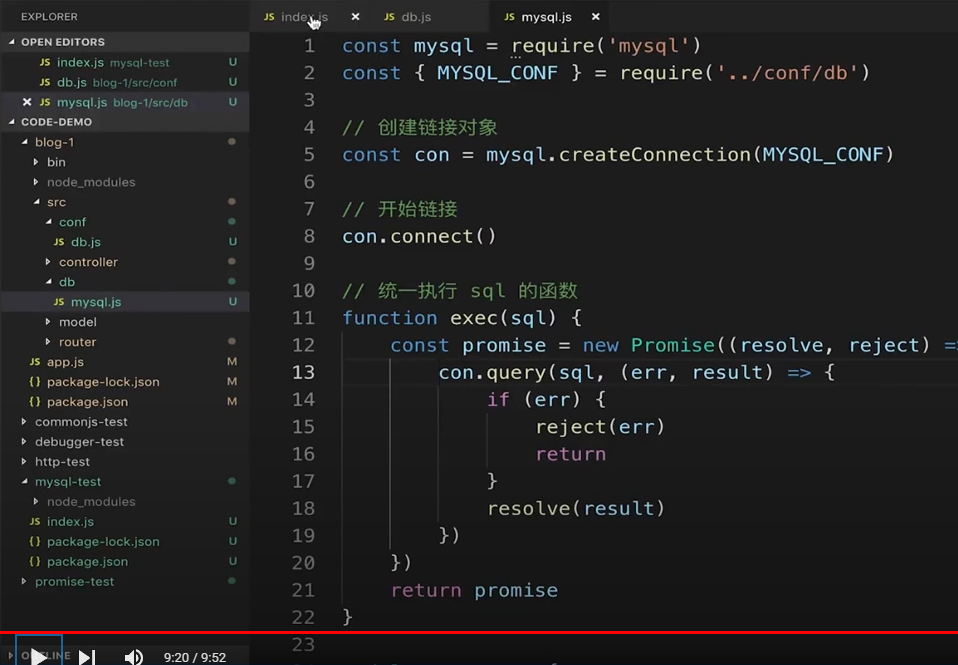 EXPLORER
OPEN EDITORS
JS index.js mysql-test U
JS db.js blog-1/src/conf U
JS mysql.js blog-1/src/db U
CODE-DEMO
blog-1
bin
node_modules
src
conf
JS db.js U
controller
db
JS mysql.js U
model
router
JS app.js M
{} package-lock.json M
{} package.json M
commonjs-test
debugger-test
http-test
mysql-test
node_modules
JS index.js U
{} package-lock.json U
{} package.json U
promise-test
OUTLINE
JS index.js
JS db.js
JS mysql.js
1 const mysql = require('mysql')
2 const { MYSQL_CONF } = require('../conf/db')
3
4 // 创建链接对象
5 const con = mysql.createConnection(MYSQL_CONF)
6
7 // 开始链接
8 con.connect()
9
10 // 统一执行 sql 的函数
11 function exec(sql) {
12 const promise = new Promise((resolve, reject) =>
13 con.query(sql, (err, result) => {
14 if (err) {
15 reject(err)
16 return
17 }
18 resolve(result)
19 })
20 })
21 return promise
22 }
23
9:20 / 9:52